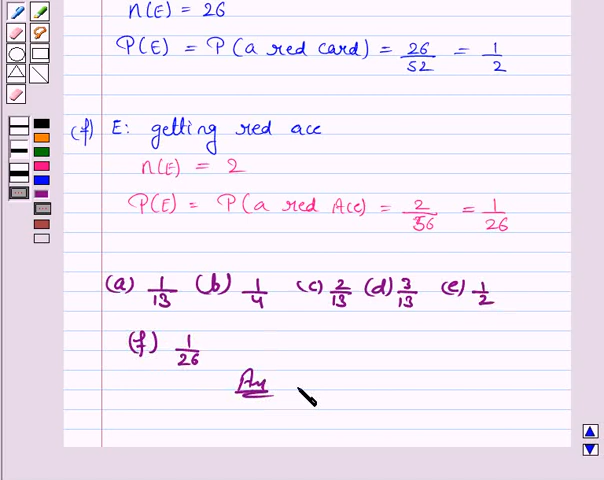 n(E) = 26
P(E) = P(a red card) = 26/52 = 1/2
(f) E: getting red ace
n(E) = 2
P(E) = P(a red Ace) = 2/56 = 1/26
(a) 1/13 (b) 1/4 (c) 2/13 (d) 3/13 (e) 1/2
(f) 1/26